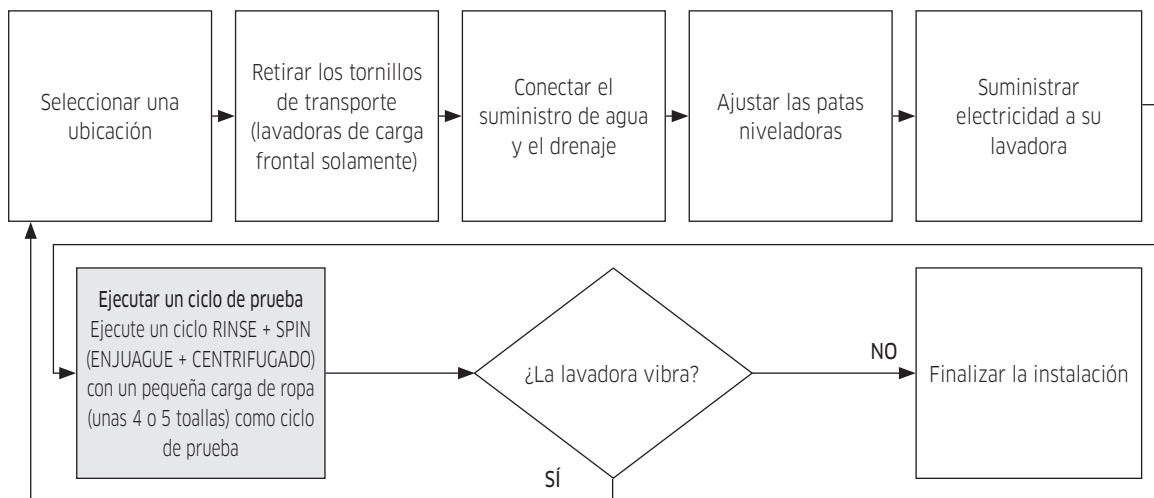 Seleccionar una
ubicación
Retirar los tornillos
de transporte
(lavadoras de carga
frontal solamente)
Conectar el
suministro de agua
y el drenaje
Ajustar las patas
niveladoras
Suministrar
electricidad a su
lavadora
Ejecutar un ciclo de prueba
Ejecute un ciclo RINSE + SPIN
(ENJUAGUE + CENTRIFUGADO)
con un pequeña carga de ropa
(unas 4 o 5 toallas) como ciclo
de prueba
¿La lavadora vibra?
NO
Finalizar la instalación
SÍ